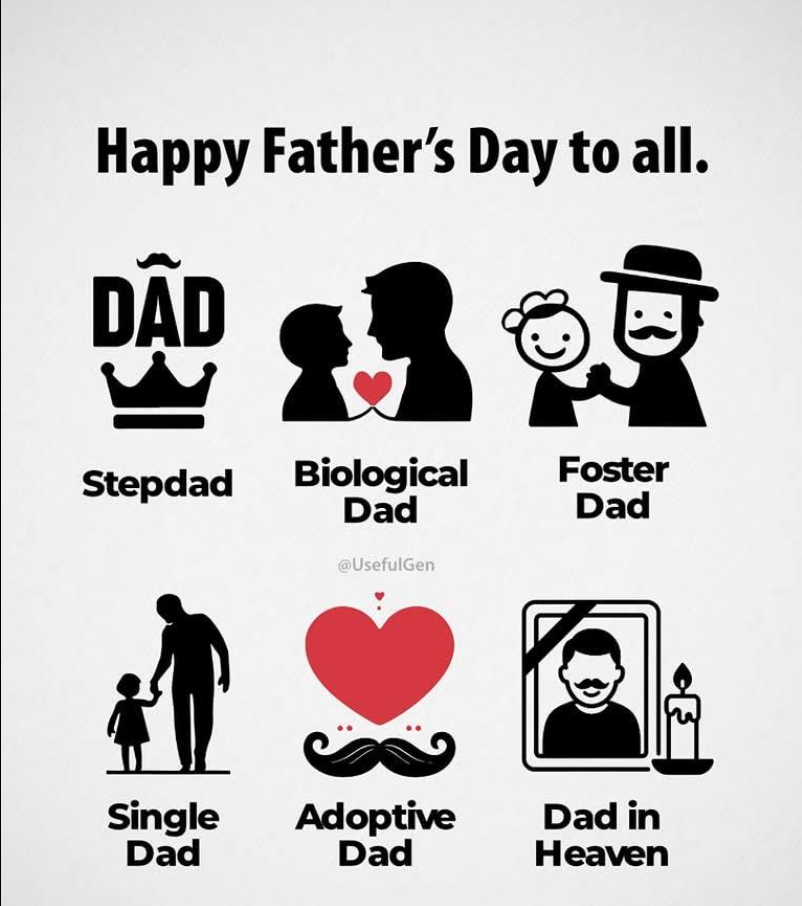 Happy Father’s Day to all.
DAD
Stepdad
Biological
Dad
Foster
Dad
@UsefulGen
Single
Dad
Adoptive
Dad
Dad in
Heaven